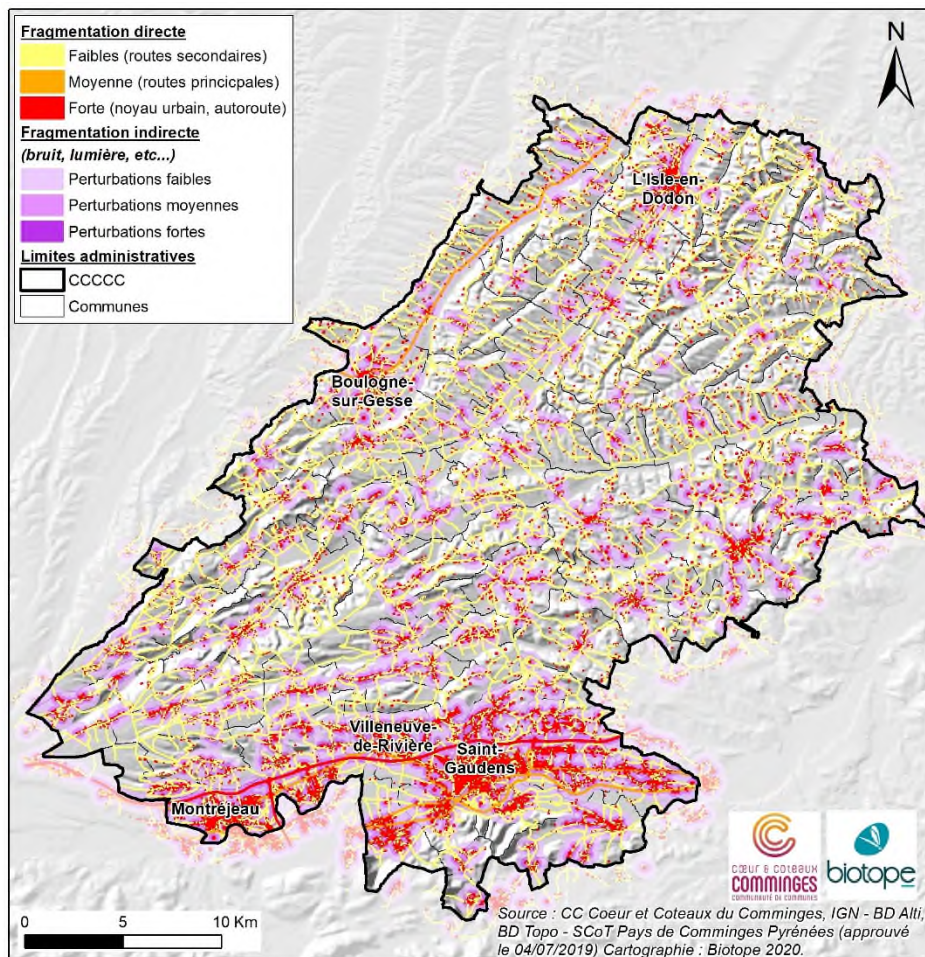 Fragmentation directe
Faibles (routes secondaires)
Moyenne (routes princicpales)
Forte (noyau urbain, autoroute)
Fragmentation indirecte
(bruit, lumière, etc...)
Perturbations faibles
Perturbations moyennes
Perturbations fortes
Limites administratives
CCCCC
Communes
N
L'Isle-en-
Dodon
Boulogne-
sur-Gesse
Villeneuve-
de-Rivière
Saint-
Gaudens
Montréjeau
0 5 10 Km
CŒUR & COTEAUX
COMMINGES
COMMUNAUTÉ DE COMMUNES
biotope
Source : CC Coeur et Coteaux du Comminges, IGN - BD Alti,
BD Topo - SCoT Pays de Comminges Pyrénées (approuvé
le 04/07/2019) Cartographie : Biotope 2020.